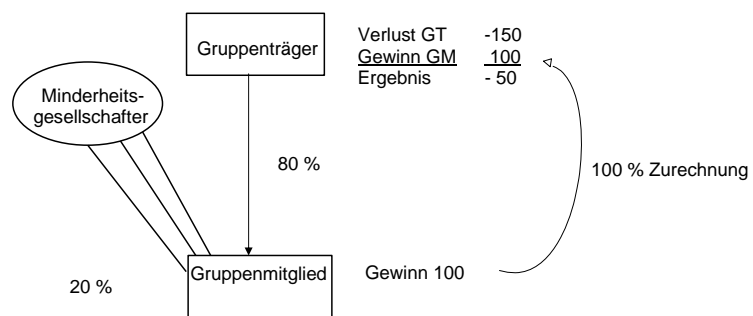 Gruppenträger
Verlust GT -150
Gewinn GM 100
Ergebnis - 50
Minderheits-
gesellschafter
80 %
100 % Zurechnung
Gruppenmitglied
Gewinn 100
20 %